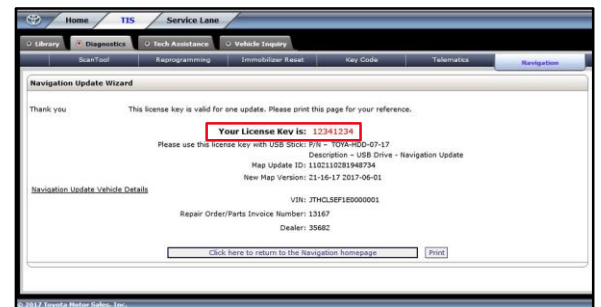 Home TIS Service Lane
Library Diagnostics Tech Assistance Vehicle Inquiry
ScanTool Reprogramming Immobilizer Reset Key Code Telematics Navigation
Navigation Update Wizard
Thank you This license key is valid for one update. Please print this page for your reference.
Your License Key is: 12341234
Please use this license key with USB Stick: P/N - TOYA-HDD-07-17
Description - USB Drive - Navigation Update
Map Update ID: 1102110281948734
New Map Version: 21-16-17 2017-06-01
Navigation Update Vehicle Details
VIN: JTHCL5EF1E0000001
Repair Order/Parts Invoice Number: 13167
Dealer: 35682
Click here to return to the Navigation homepage Print
© 2017 Toyota Motor Sales, Inc.